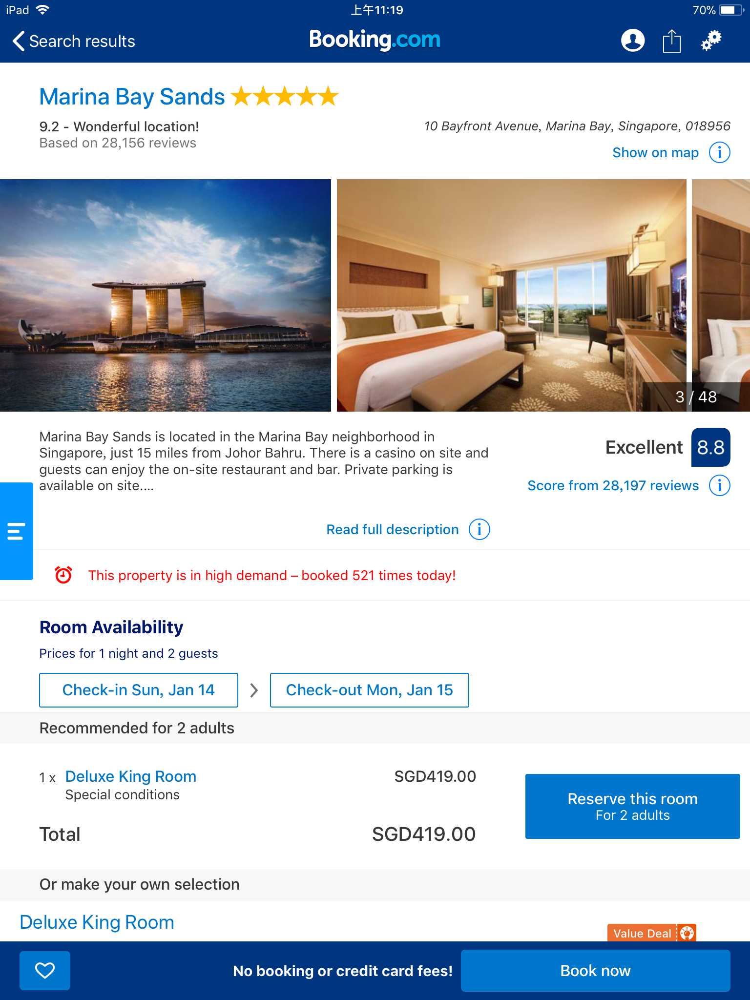 iPad
上午11:19
70%
Search results
Booking.com
Marina Bay Sands
9.2 - Wonderful location!
Based on 28,156 reviews
10 Bayfront Avenue, Marina Bay, Singapore, 018956
Show on map
3 / 48
Marina Bay Sands is located in the Marina Bay neighborhood in
Singapore, just 15 miles from Johor Bahru. There is a casino on site and
guests can enjoy the on-site restaurant and bar. Private parking is
available on site....
Excellent 8.8
Score from 28,197 reviews
Read full description
This property is in high demand – booked 521 times today!
Room Availability
Prices for 1 night and 2 guests
Check-in Sun, Jan 14
Check-out Mon, Jan 15
Recommended for 2 adults
1 x Deluxe King Room SGD419.00
Special conditions
Total SGD419.00
Reserve this room
For 2 adults
Or make your own selection
Deluxe King Room
Value Deal
No booking or credit card fees!
Book now